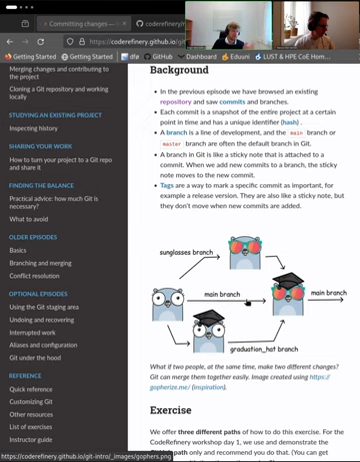 Committing changes —
coderefinery/r
https://coderefinery.github.io/gi
Getting Started
Getting Started
dfø
Dashboard
Eduoni
LUST & HPE CoE Hom...
Merging changes and contributing to
the project
Cloning a Git repository and working
locally
STUDYING AN EXISTING PROJECT
Inspecting history
SHARING YOUR WORK
How to turn your project to a Git repo
and share it
FINDING THE BALANCE
Practical advice: how much Git is
necessary?
What to avoid
OLDER EPISODES
Basics
Branching and merging
Conflict resolution
OPTIONAL EPISODES
Using the Git staging
area
Undoing and recovering
Interrupted work
Aliases and configuration
Git under the hood
REFERENCE
Quick reference
Customizing Git
Other resources
List of exercises
Instructor guide
https://coderefinery.github.io/git-intro/_images/gophers.png
Background
• In the previous episode we have browsed an existing
repository and saw commits and branches.
• Each commit is a snapshot of the entire project at a certain
point in time and has a unique identifier (hash) .
• A branch is a line of development, and the main branch or
master branch are often the default branch in Git.
• A branch in Git is like a sticky note that is attached to a
commit. When we add new commits to a branch, the sticky
note moves to the new commit.
• Tags are a way to mark a specific commit as important, for
example a release version. They are also like a sticky note, but
they don't move when new commits are added.
sunglasses branch
main branch
main branch
graduation_hat branch
What if two people, at the same time, make two different changes?
Git can merge them together easily. Image created using https://
gopherize.me/ (inspiration).
Exercise
We offer three different paths of how to do this exercise. For the
CodeRefinery workshop day 1, we use and demonstrate the
path only and recommend you do that. (You can get